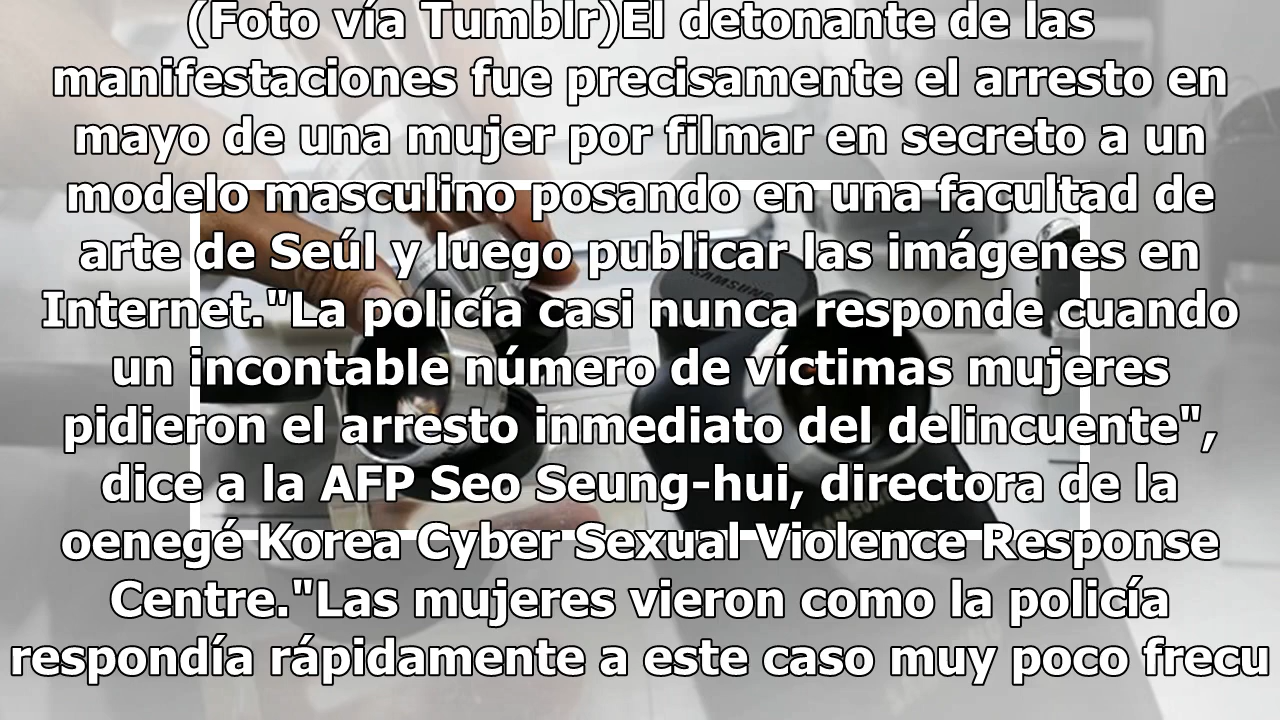 (Foto vía Tumblr)El detonante de las
manifestaciones fue precisamente el arresto en
mayo de una mujer por filmar en secreto a un
modelo masculino posando en una facultad de
arte de Seúl y luego publicar las imágenes en
Internet."La policía casi nunca responde cuando
un incontable número de víctimas mujeres
pidieron el arresto inmediato del delincuente",
dice a la AFP Seo Seung-hui, directora de la
oenegé Korea Cyber Sexual Violence Response
Centre."Las mujeres vieron como la policía
respondía rápidamente a este caso muy poco frecu
SAMSUNG
SAMSUNG